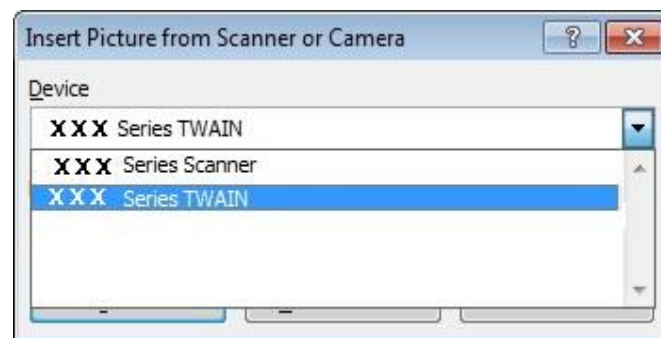 Insert Picture from Scanner or Camera
Device
XXX Series TWAIN
XXX Series Scanner
XXX Series TWAIN